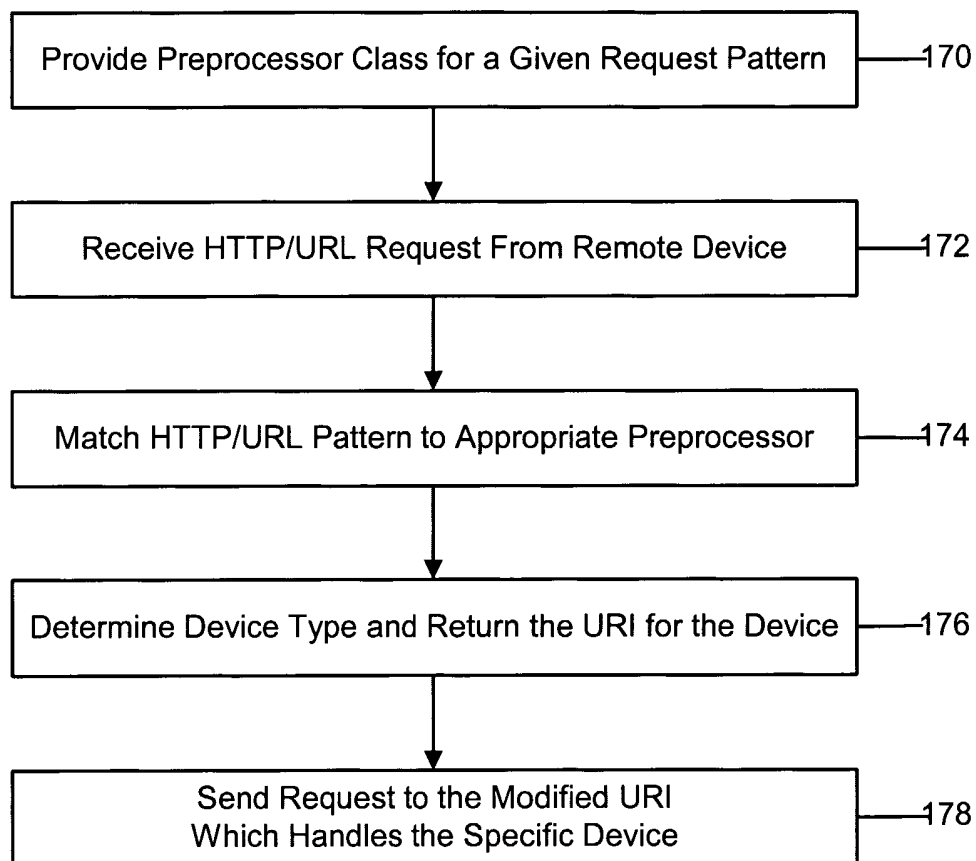 Provide Preprocessor Class for a Given Request Pattern 170
Receive HTTP/URL Request From Remote Device 172
Match HTTP/URL Pattern to Appropriate Preprocessor 174
Determine Device Type and Return the URI for the Device 176
Send Request to the Modified URI
Which Handles the Specific Device 178